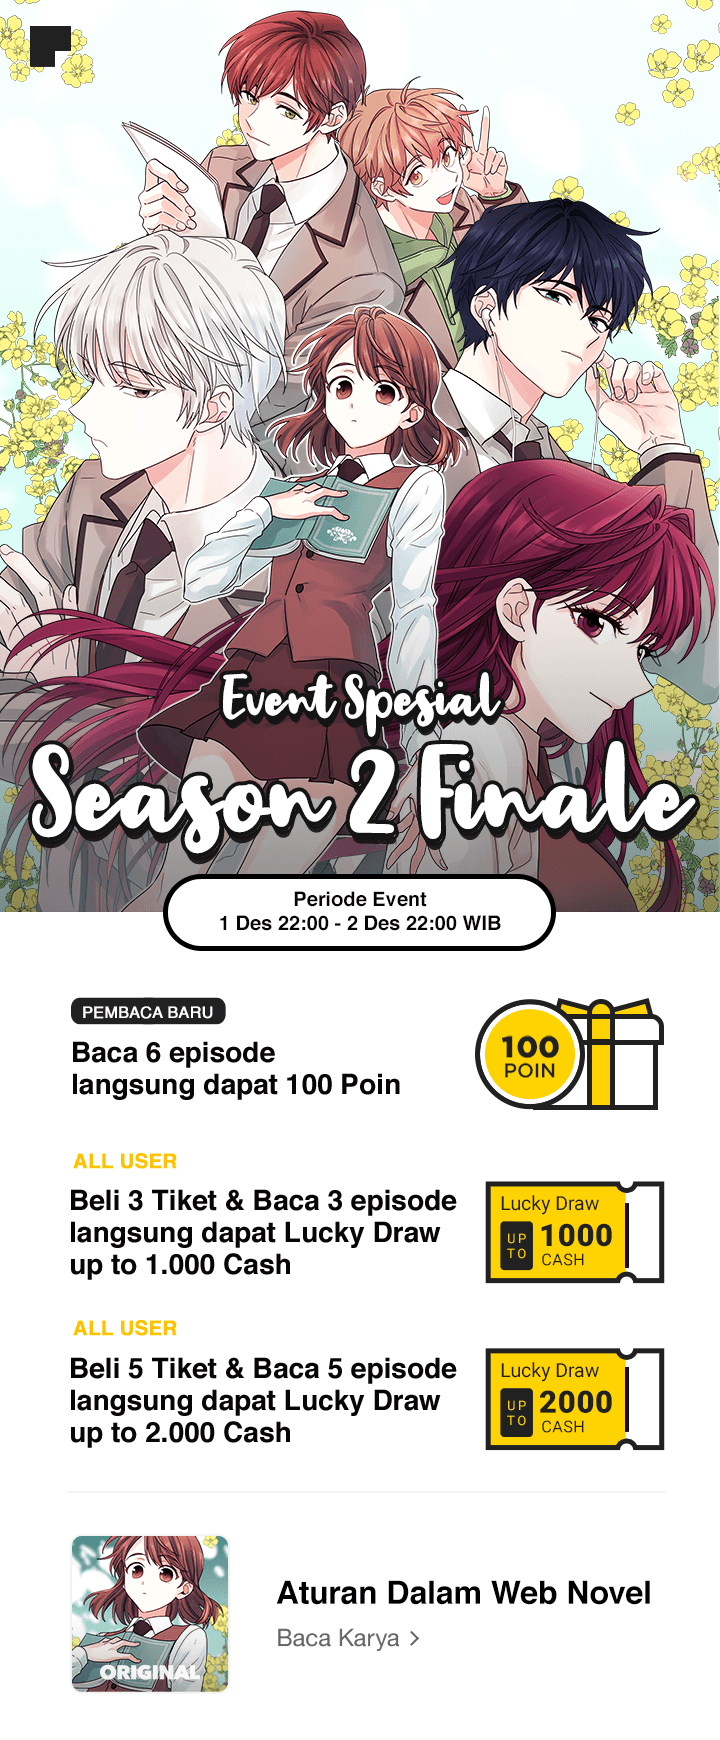 Event Spesial
Season 2 Finale
Periode Event
1 Des 22:00 - 2 Des 22:00 WIB
PEMBACA BARU
Baca 6 episode
langsung dapat 100 Poin
100
POIN
ALL USER
Beli 3 Tiket & Baca 3 episode
langsung dapat Lucky Draw
up to 1.000 Cash
Lucky Draw
UP TO 1000
CASH
ALL USER
Beli 5 Tiket & Baca 5 episode
langsung dapat Lucky Draw
up to 2.000 Cash
Lucky Draw
UP TO 2000
CASH
ORIGINAL
Aturan Dalam Web Novel
Baca Karya >